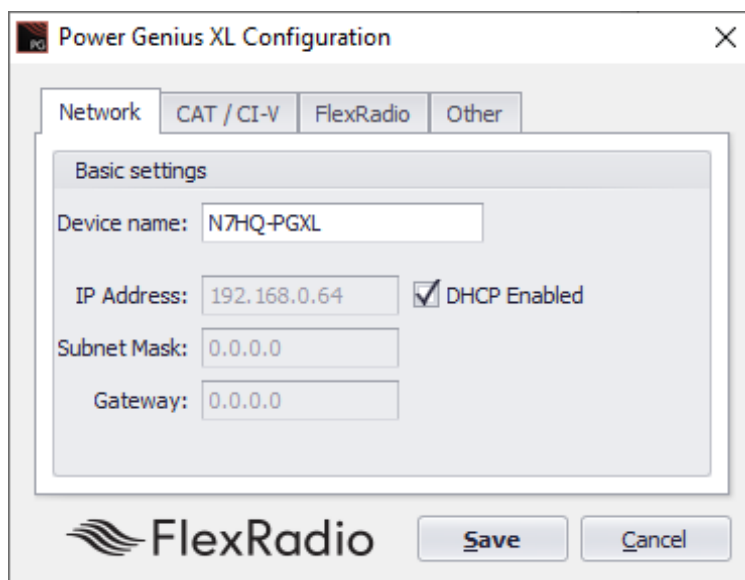 PG Power Genius XL Configuration
Network CAT / CI-V FlexRadio Other
Basic settings
Device name: N7HQ-PGXL
IP Address: 192.168.0.64 DHCP Enabled
Subnet Mask: 0.0.0.0
Gateway: 0.0.0.0
FlexRadio Save Cancel